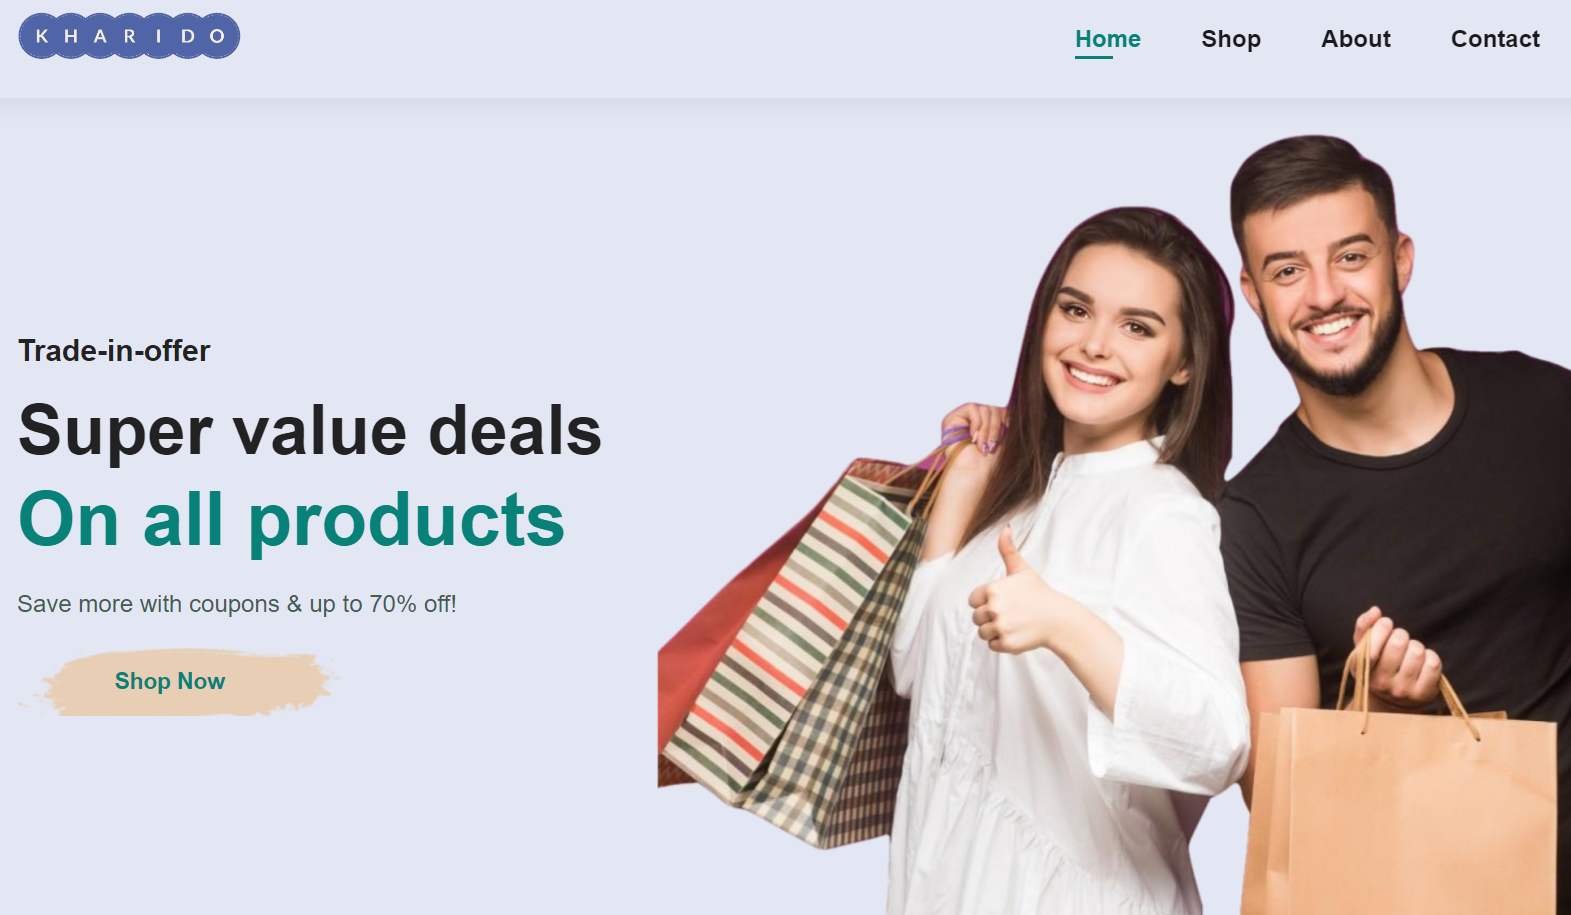 KHARIDO
Home Shop About Contact
Trade-in-offer
Super value deals
On all products
Save more with coupons & up to 70% off!
Shop Now